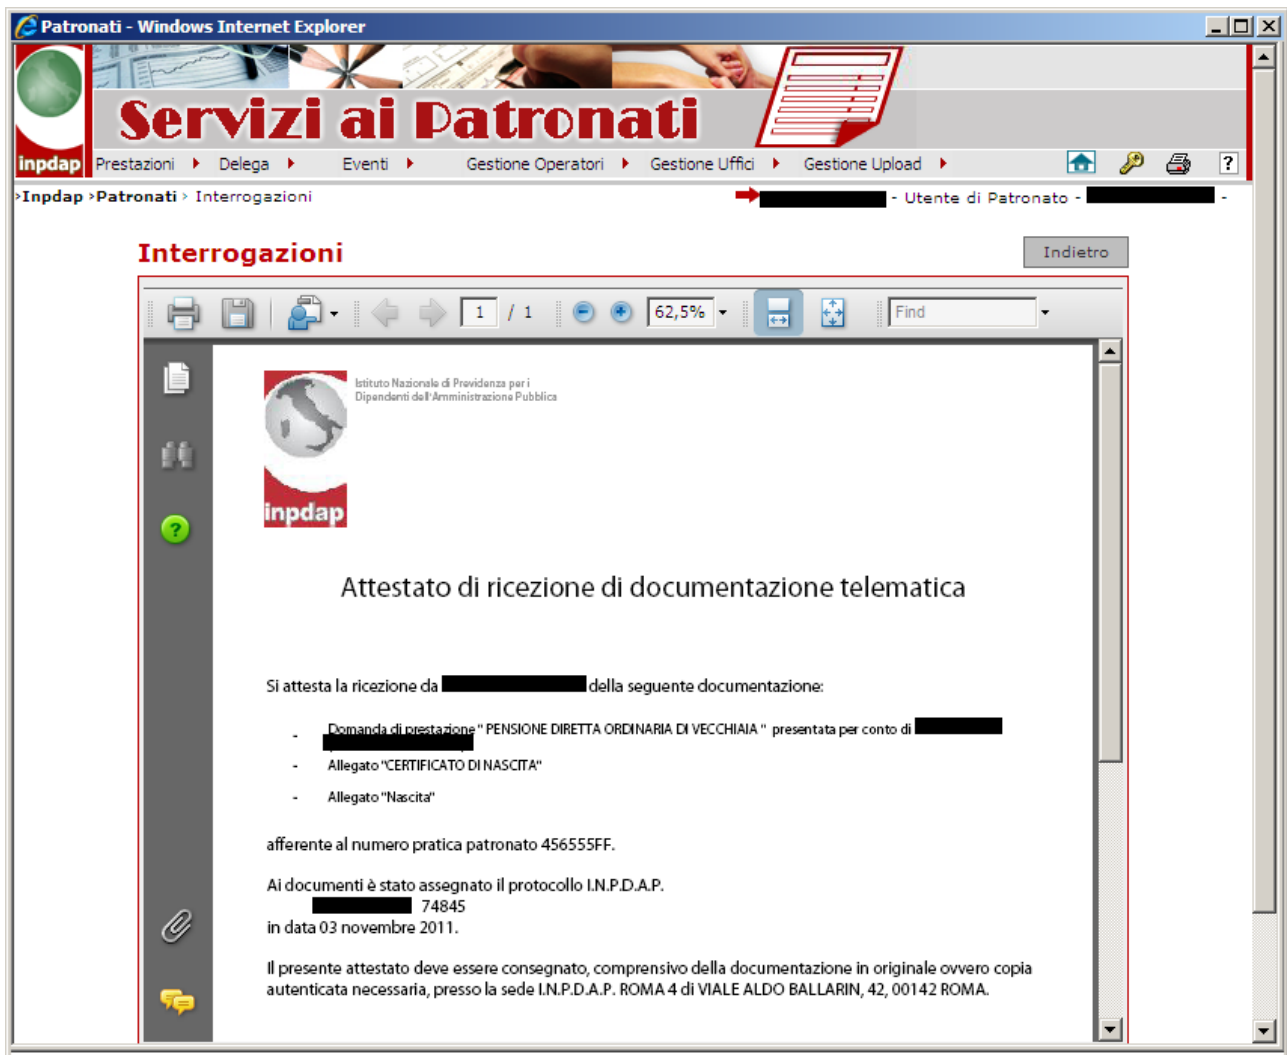 Patronati - Windows Internet Explorer
Servizi ai Patronati
inpdap Prestazioni Delega Eventi Gestione Operatori Gestione Uffici Gestione Upload ?
>Inpdap >Patronati > Interrogazioni - Utente di Patronato - -
Interrogazioni Indietro
1 / 1 62,5% Find
Istituto Nazionale di Previdenza per i
Dipendenti dell'Amministrazione Pubblica
inpdap
?
Attestato di ricezione di documentazione telematica
Si attesta la ricezione da della seguente documentazione:
- Domanda di prestazione " PENSIONE DIRETTA ORDINARIA DI VECCHIAIA " presentata per conto di
- Allegato "CERTIFICATO DI NASCITA"
- Allegato "Nascita"
afferente al numero pratica patronato 456555FF.
Ai documenti è stato assegnato il protocollo I.N.P.D.A.P.
74845
in data 03 novembre 2011.
Il presente attestato deve essere consegnato, comprensivo della documentazione in originale ovvero copia
autenticata necessaria, presso la sede I.N.P.D.A.P. ROMA 4 di VIALE ALDO BALLARIN, 42, 00142 ROMA.